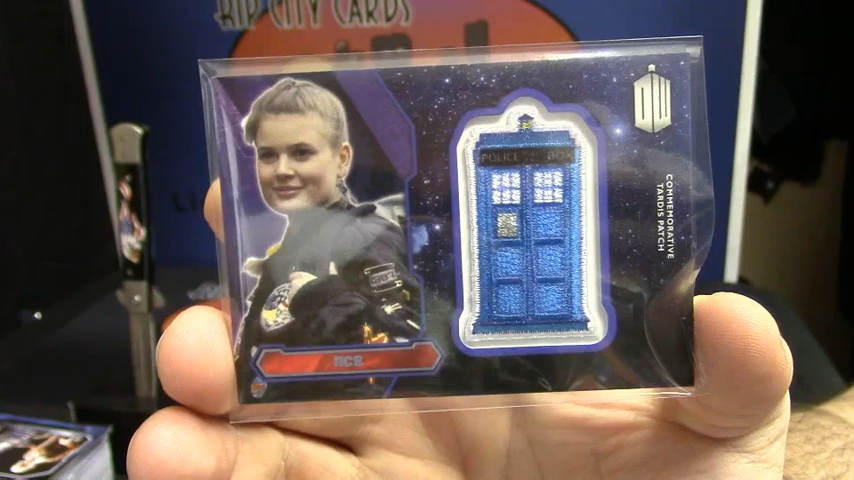 RIP CITY CARDS
DW
POLICE BOX
COMMEMORATIVE
TARDIS PATCH
ACE